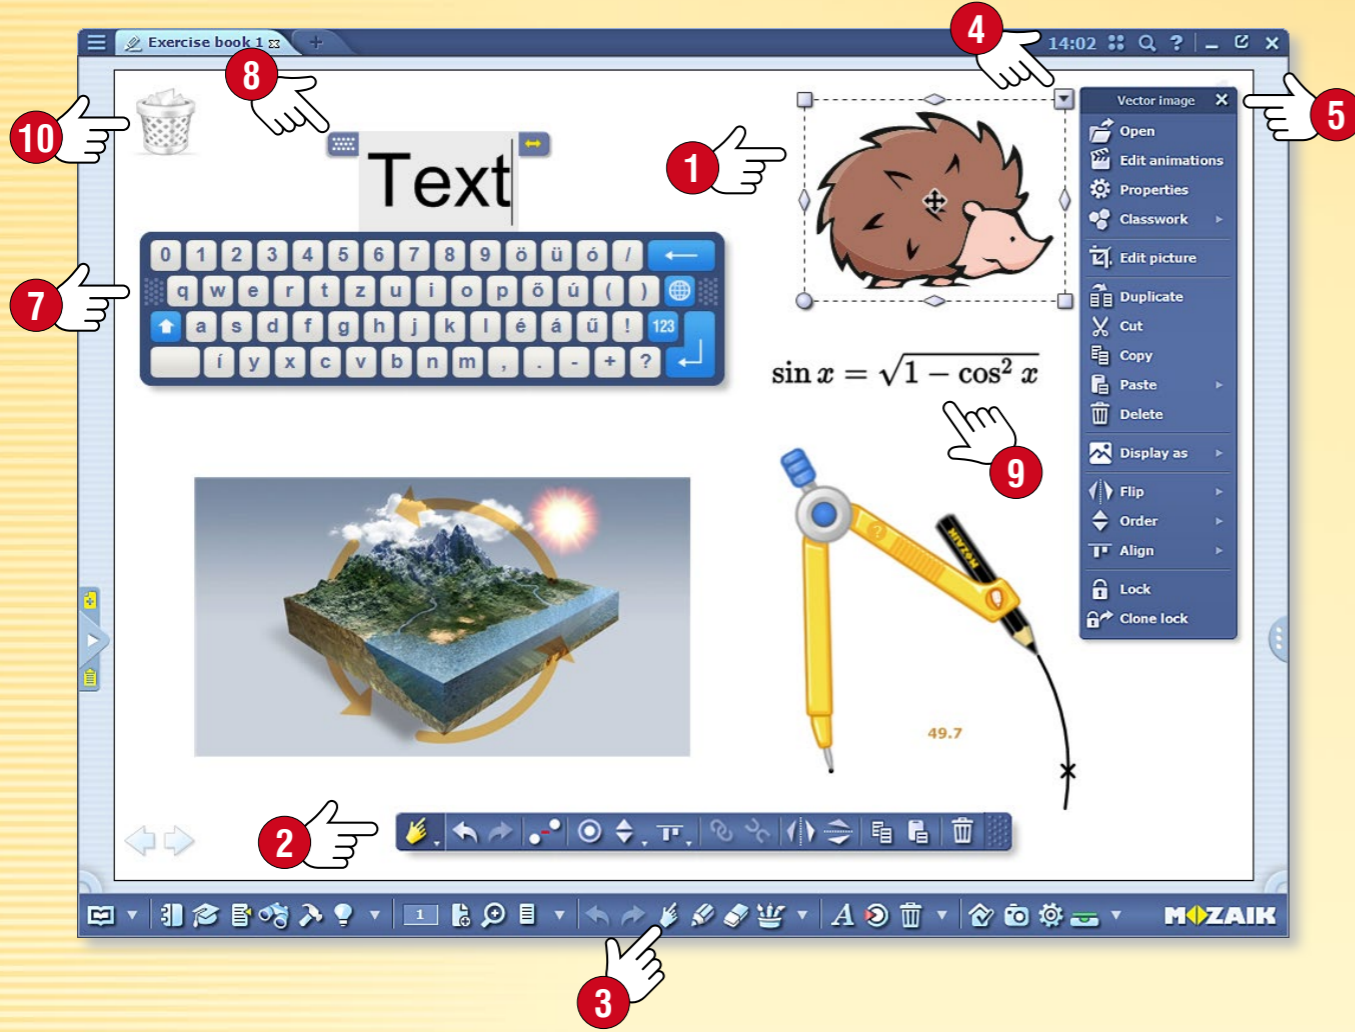 4
Exercise book 1
14:02
8
Vector image
5
10
Open
Text
1
Edit animations
Properties
Classwork
0 1 2 3 4 5 6 7 8 9 ö ü ó /
Edit picture
7
q w e r t z u i o p ő ú ( )
Duplicate
a s d f g h j k l é á ű ! 123
Cut
í y x c v b n m , . - + ?
Copy
sin x = √(1 − cos² x)
Paste
Delete
9
Display as
Flip
Order
MOZAIK
Align
Lock
Clone lock
49.7
2
1
A
MOZAIK
3